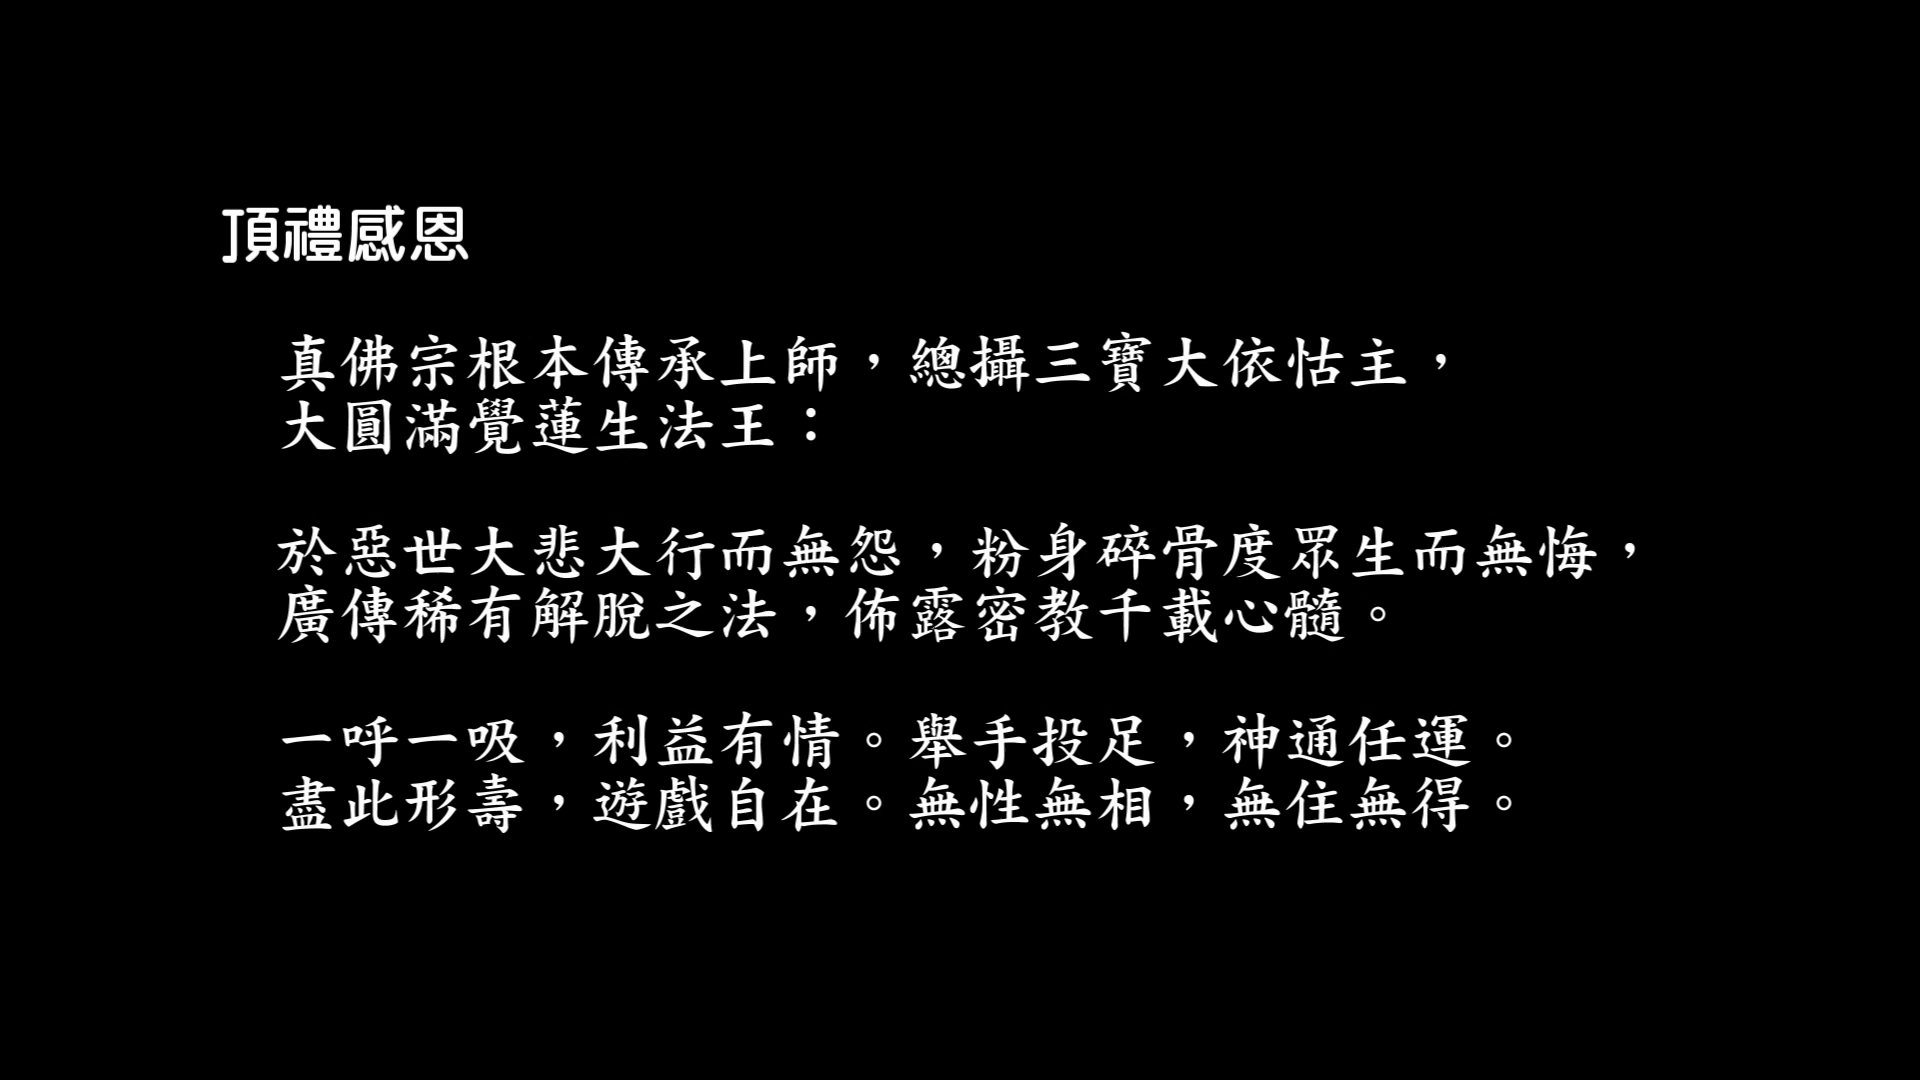 頂禮感恩
真佛宗根本傳承上師，總攝三寶大依怙主，
大圓滿覺蓮生法王：
於惡世大悲大行而無怨，粉身碎骨度眾生而無悔，
廣傳稀有解脫之法，佈露密教千載心髓。
一呼一吸，利益有情。舉手投足，神通任運。
盡此形壽，遊戲自在。無性無相，無住無得。